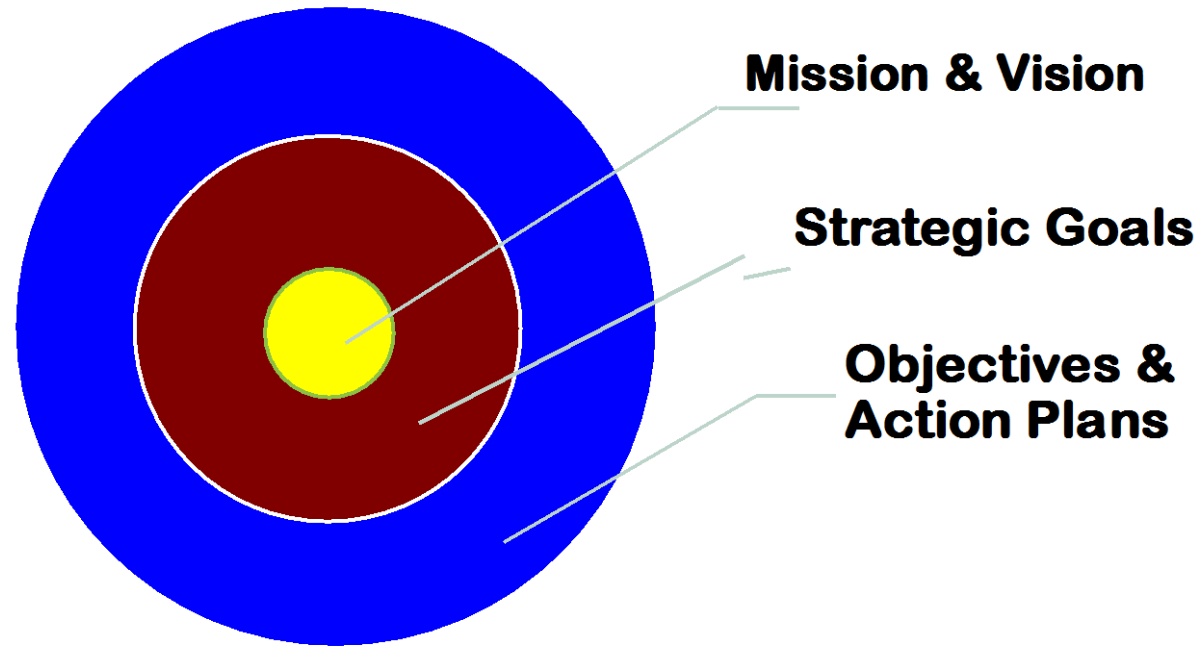 Mission & Vision
Strategic Goals
Objectives &
Action Plans